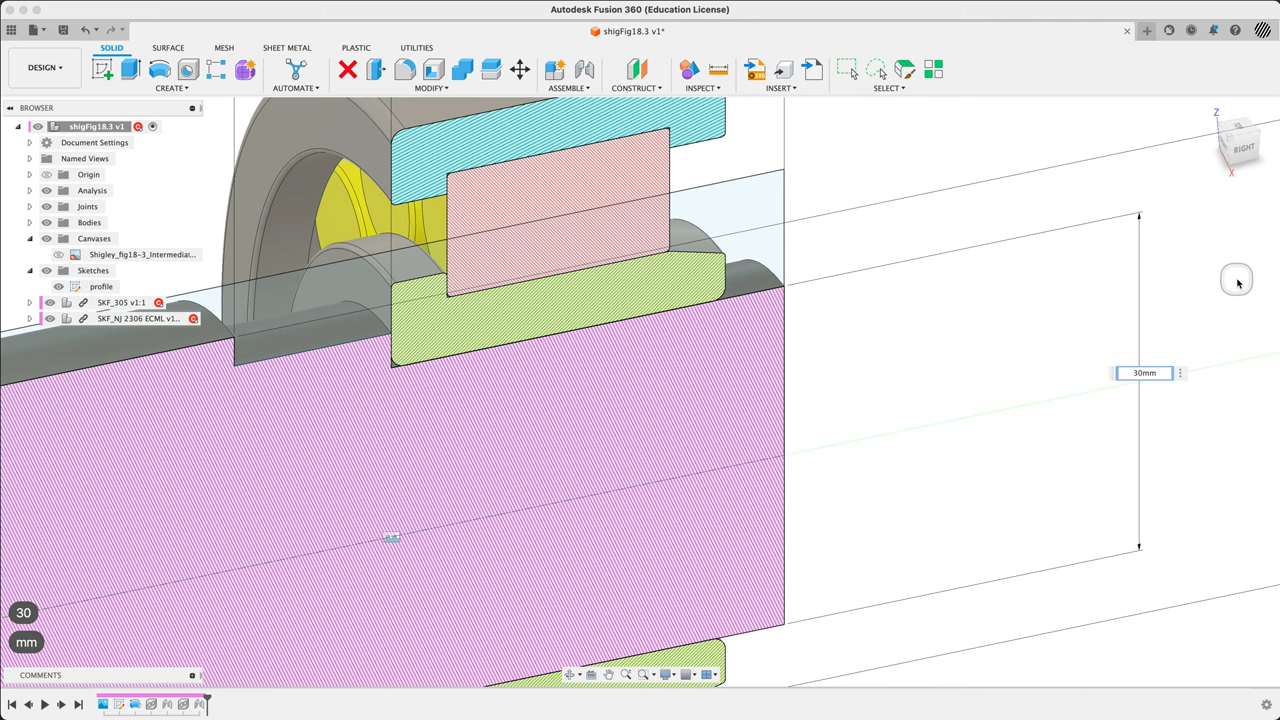 Autodesk Fusion 360 (Education License)
shigFig18.3 v1*
SOLID SURFACE MESH SHEET METAL PLASTIC UTILITIES
DESIGN
CREATE AUTOMATE MODIFY ASSEMBLE CONSTRUCT INSPECT INSERT SELECT
BROWSER
shigFig18.3 v1
Document Settings
Named Views
Origin
Analysis
Joints
Bodies
Canvases
Shigley_fig18-3_Intermediat...
Sketches
profile
SKF_305 v1:1
SKF_NJ 2306 ECML v1...
Z
RIGHT
X
30mm
30
mm
COMMENTS